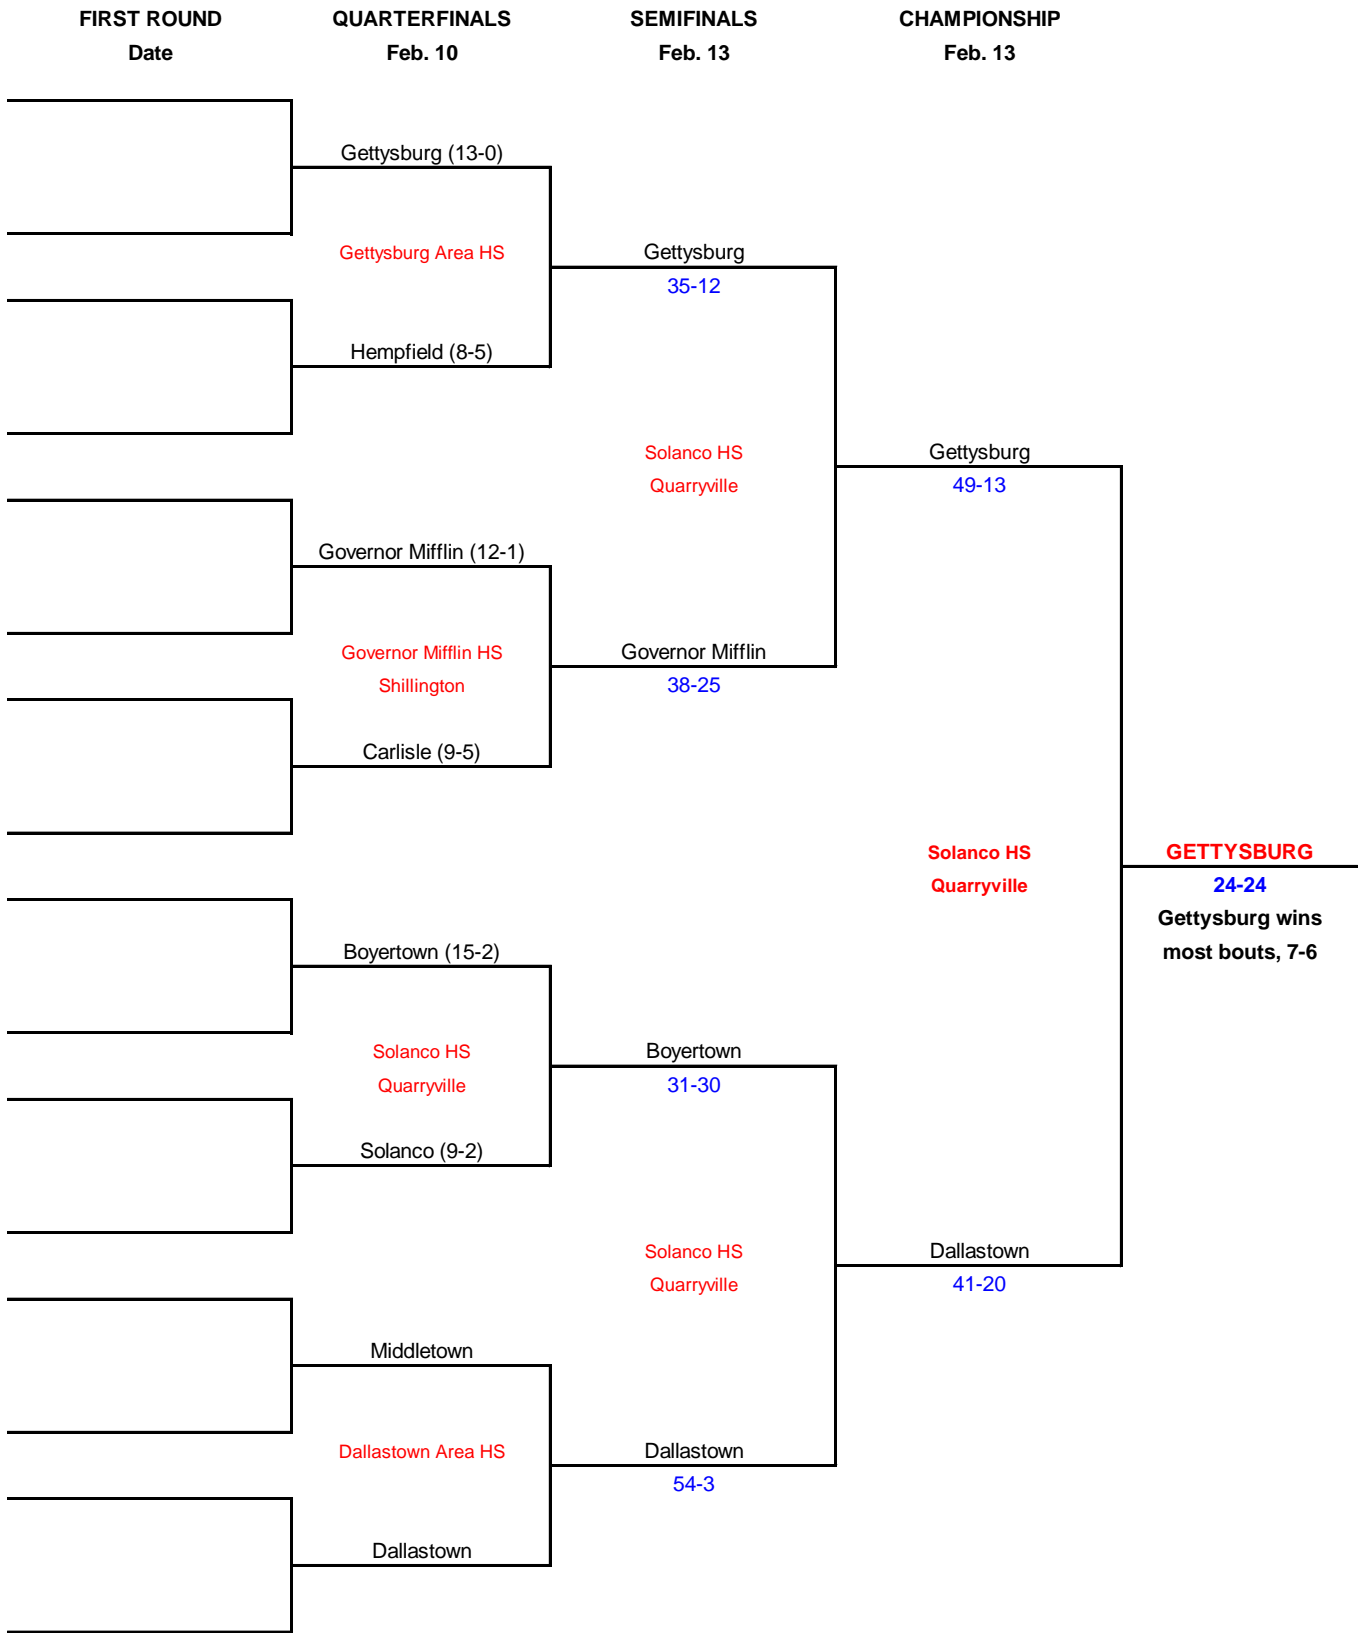 FIRST ROUND QUARTERFINALS SEMIFINALS CHAMPIONSHIP
Date Feb. 10 Feb. 13 Feb. 13
Gettysburg (13-0)
Gettysburg Area HS Gettysburg
35-12
Hempfield (8-5)
Solanco HS Gettysburg
Quarryville 49-13
Governor Mifflin (12-1)
Governor Mifflin HS Governor Mifflin
Shillington 38-25
Carlisle (9-5)
Solanco HS GETTYSBURG
Quarryville 24-24
Gettysburg wins
Boyertown (15-2) most bouts, 7-6
Solanco HS Boyertown
Quarryville 31-30
Solanco (9-2)
Solanco HS Dallastown
Quarryville 41-20
Middletown
Dallastown Area HS Dallastown
54-3
Dallastown